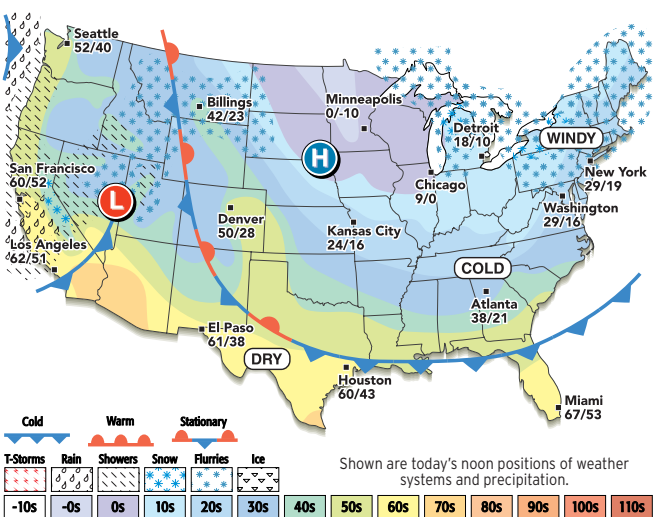 Seattle
52/40
Billings
42/23
Minneapolis
0/-10
H
Detroit
18/10
WINDY
San Francisco
60/52
L
Chicago
9/0
New York
29/19
Denver
50/28
Kansas City
24/16
Washington
29/16
Los Angeles
62/51
COLD
Atlanta
38/21
El Paso
61/38
DRY
Houston
60/43
Miami
67/53
Cold Warm Stationary
T-Storms Rain Showers Snow Flurries Ice
Shown are today's noon positions of weather
systems and precipitation.
-10s -0s 0s 10s 20s 30s 40s 50s 60s 70s 80s 90s 100s 110s